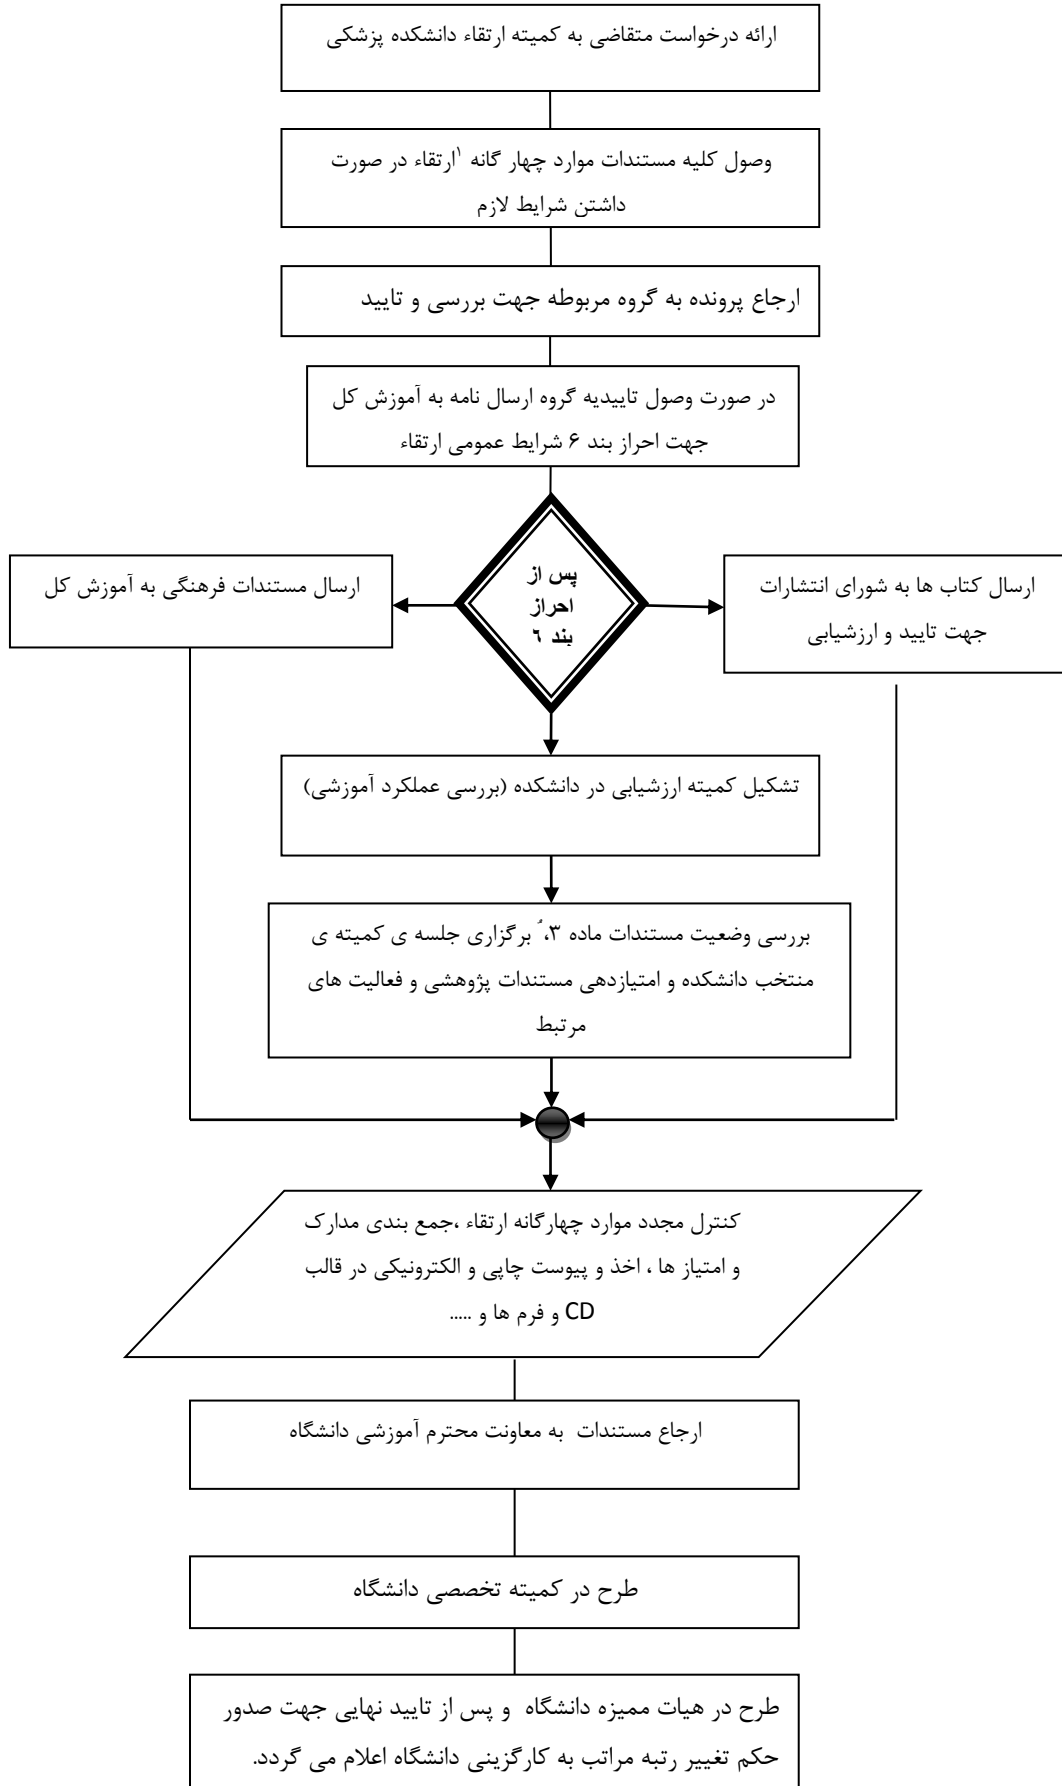 ارائه درخواست متقاضی به کمیته ارتقاء دانشکده پزشکی
وصول کلیه مستندات موارد چهار گانه ۱ارتقاء در صورت
داشتن شرایط لازم
ارجاع پرونده به گروه مربوطه جهت بررسی و تایید
در صورت وصول تاییدیه گروه ارسال نامه به آموزش کل
جهت احراز بند ۶ شرایط عمومی ارتقاء
پس از
احراز
بند ٦
ارسال کتاب ها به شورای انتشارات
جهت تایید و ارزشیابی
ارسال مستندات فرهنگی به آموزش کل
تشکیل کمیته ارزشیابی در دانشکده (بررسی عملکرد آموزشی)
بررسی وضعیت مستندات ماده ۳، برگزاری جلسه ی کمیته ی
منتخب دانشکده و امتیازدهی مستندات پژوهشی و فعالیت های
مرتبط
کنترل مجدد موارد چهارگانه ارتقاء ،جمع بندی مدارک
و امتیاز ها ، اخذ و پیوست چاپی و الکترونیکی در قالب
CD و فرم ها و .....
ارجاع مستندات به معاونت محترم آموزشی دانشگاه
طرح در کمیته تخصصی دانشگاه
طرح در هیات ممیزه دانشگاه و پس از تایید نهایی جهت صدور
حکم تغییر رتبه مراتب به کارگزینی دانشگاه اعلام می گردد.